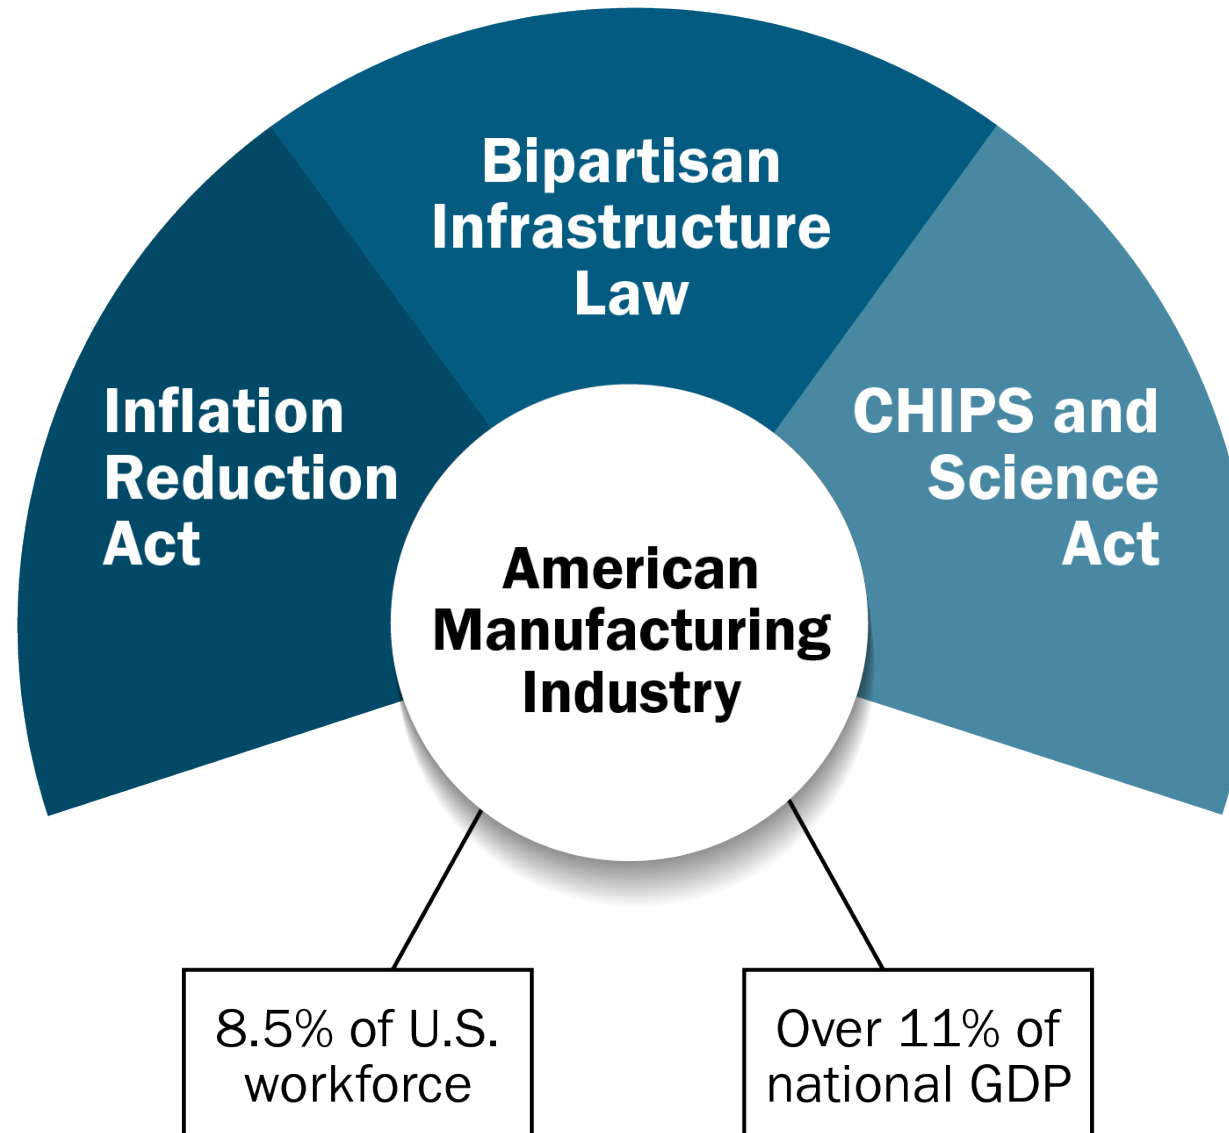 Bipartisan
Infrastructure
Law
Inflation
Reduction
Act
CHIPS and
Science
Act
American
Manufacturing
Industry
8.5% of U.S.
workforce
Over 11% of
national GDP